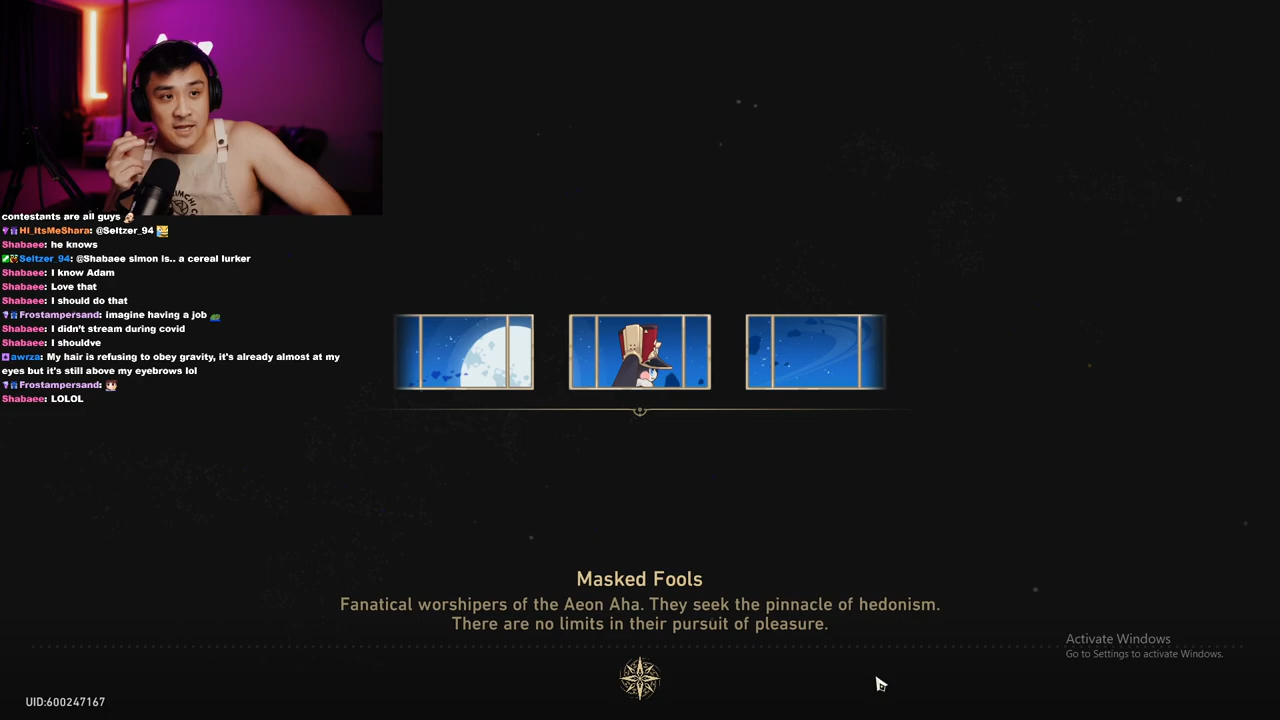 contestants are all guys
HI_ItsMeShara: @Seltzer_94
Shabaee: he knows
Seltzer_94: @Shabaee simon is.. a cereal lurker
Shabaee: I know Adam
Shabaee: Love that
Shabaee: I should do that
Frostampersand: imagine having a job
Shabaee: I didn't stream during covid
Shabaee: I shouldve
awrza: My hair is refusing to obey gravity, it's already almost at my
eyes but it's still above my eyebrows lol
Frostampersand:
Shabaee: LOLOL
Masked Fools
Fanatical worshipers of the Aeon Aha. They seek the pinnacle of hedonism.
There are no limits in their pursuit of pleasure.
Activate Windows
Go to Settings to activate Windows.
UID:600247167